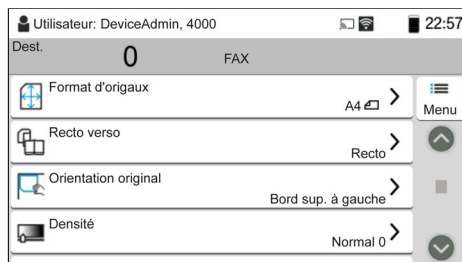 Utilisateur: DeviceAdmin, 4000
22:57
Dest.
0
FAX
Format d'origaux
A4
Menu
Recto verso
Recto
Orientation original
Bord sup. à gauche
Densité
Normal 0